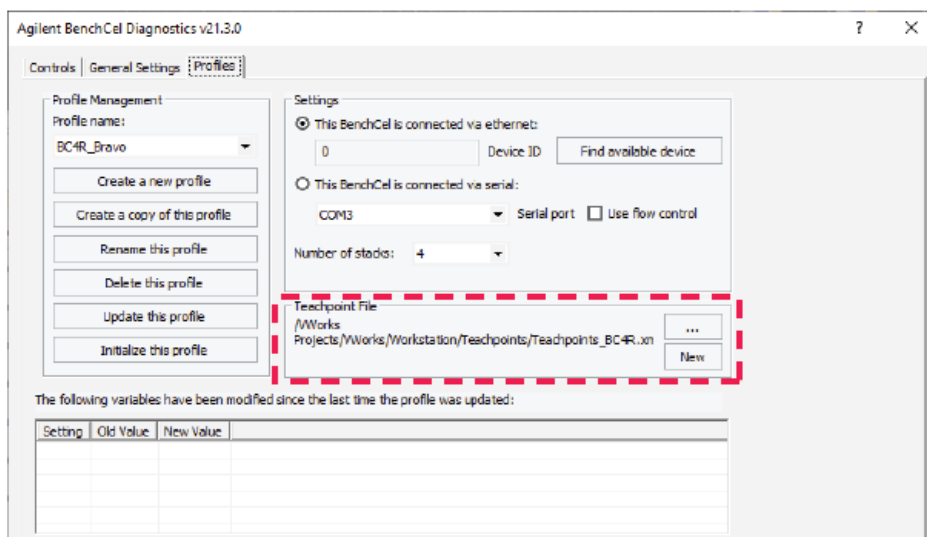 Agilent BenchCel Diagnostics v21.3.0
Controls
General Settings
Profiles
Profile Management
Profile name:
BC4R_Bravo
Create a new profile
Create a copy of this profile
Rename this profile
Delete this profile
Update this profile
Initialize this profile
Settings
This BenchCel is connected via ethernet:
0 Device ID Find available device
This BenchCel is connected via serial:
COM3 Serial port Use flow control
Number of stacks: 4
Teachpoint File
/VWorks
Projects/VWorks/Workstation/Teachpoints/Teachpoints_BC4R.xm
...
New
The following variables have been modified since the last time the profile was updated:
Setting Old Value New Value